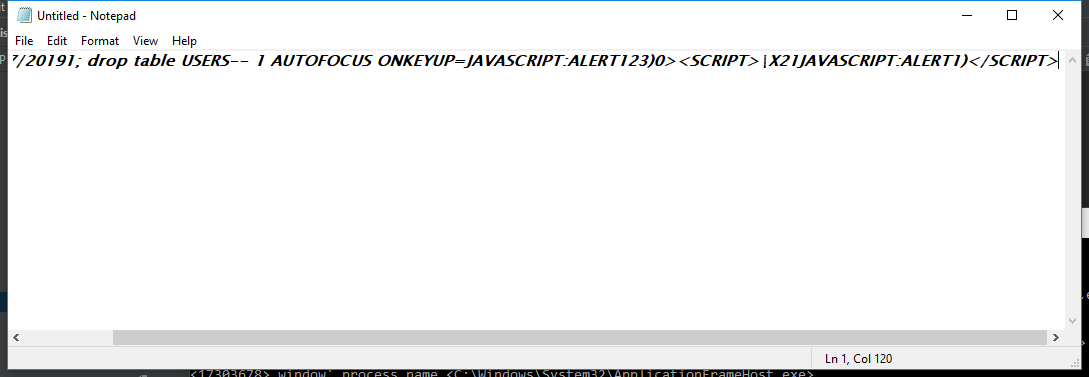 Untitled - Notepad
File Edit Format View Help
7/20191; drop table USERS-- 1 AUTOFOCUS ONKEYUP=JAVASCRIPT:ALERT123)0><SCRIPT>\X21JAVASCRIPT:ALERT1)</SCRIPT>
Ln 1, Col 120
<17303678> window' process name <C:\Windows\System32\ApplicationFrameHost.exe>